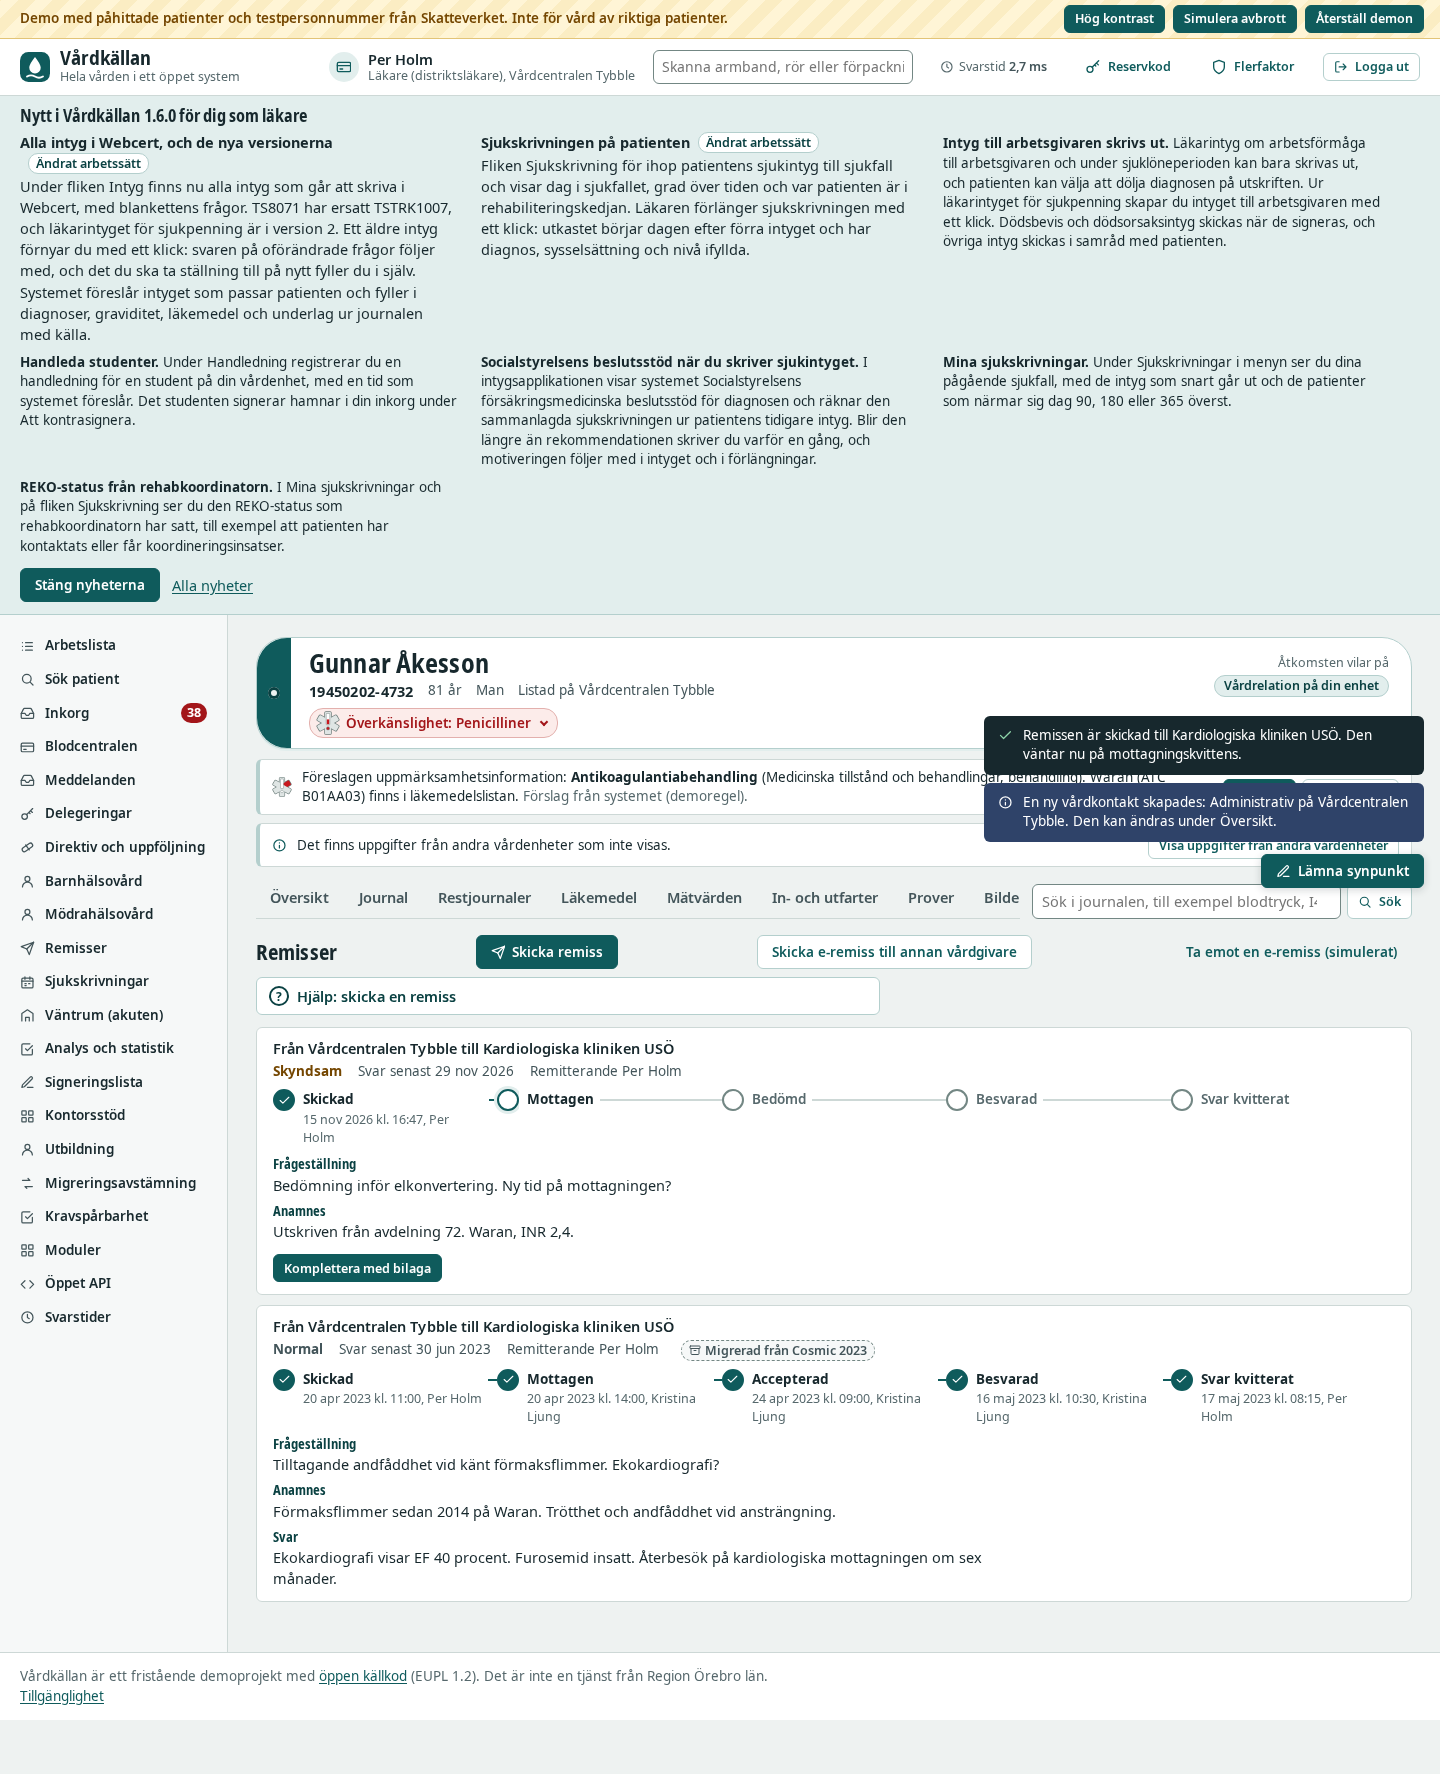 Demo med påhittade patienter och testpersonnummer från Skatteverket. Inte för vård av riktiga patienter.
Hög kontrast
Simulera avbrott
Återställ demon
Vårdkällan
Hela vården i ett öppet system
Per Holm
Läkare (distriktsläkare), Vårdcentralen Tybble
Skanna armband, rör eller förpackni
Svarstid 2,7 ms
Reservkod
Flerfaktor
Logga ut
Nytt i Vårdkällan 1.6.0 för dig som läkare
Alla intyg i Webcert, och de nya versionerna
Ändrat arbetssätt
Under fliken Intyg finns nu alla intyg som går att skriva i
Webcert, med blankettens frågor. TS8071 har ersatt TSTRK1007,
och läkarintyget för sjukpenning är i version 2. Ett äldre intyg
förnyar du med ett klick: svaren på oförändrade frågor följer
med, och det du ska ta ställning till på nytt fyller du i själv.
Systemet föreslår intyget som passar patienten och fyller i
diagnoser, graviditet, läkemedel och underlag ur journalen
med källa.
Sjukskrivningen på patienten Ändrat arbetssätt
Fliken Sjukskrivning för ihop patientens sjukintyg till sjukfall
och visar dag i sjukfallet, grad över tiden och var patienten är i
rehabiliteringskedjan. Läkaren förlänger sjukskrivningen med
ett klick: utkastet börjar dagen efter förra intyget och har
diagnos, sysselsättning och nivå ifyllda.
Intyg till arbetsgivaren skrivs ut. Läkarintyg om arbetsförmåga
till arbetsgivaren och under sjuklöneperioden kan bara skrivas ut,
och patienten kan välja att dölja diagnosen på utskriften. Ur
läkarintyget för sjukpenning skapar du intyget till arbetsgivaren med
ett klick. Dödsbevis och dödsorsaksintyg skickas när de signeras, och
övriga intyg skickas i samråd med patienten.
Handleda studenter. Under Handledning registrerar du en
handledning för en student på din vårdenhet, med en tid som
systemet föreslår. Det studenten signerar hamnar i din inkorg under
Att kontrasignera.
Socialstyrelsens beslutsstöd när du skriver sjukintyget. I
intygsapplikationen visar systemet Socialstyrelsens
försäkringsmedicinska beslutsstöd för diagnosen och räknar den
sammanlagda sjukskrivningen ur patientens tidigare intyg. Blir den
längre än rekommendationen skriver du varför en gång, och
motiveringen följer med i intyget och i förlängningar.
Mina sjukskrivningar. Under Sjukskrivningar i menyn ser du dina
pågående sjukfall, med de intyg som snart går ut och de patienter
som närmar sig dag 90, 180 eller 365 överst.
REKO-status från rehabkoordinatorn. I Mina sjukskrivningar och
på fliken Sjukskrivning ser du den REKO-status som
rehabkoordinatorn har satt, till exempel att patienten har
kontaktats eller får koordineringsinsatser.
Stäng nyheterna
Alla nyheter
Arbetslista
Sök patient
Inkorg 38
Blodcentralen
Meddelanden
Delegeringar
Direktiv och uppföljning
Barnhälsovård
Mödrahälsovård
Remisser
Sjukskrivningar
Väntrum (akuten)
Analys och statistik
Signeringslista
Kontorsstöd
Utbildning
Migreringsavstämning
Kravspårbarhet
Moduler
Öppet API
Svarstider
Gunnar Åkesson
19450202-4732 81 år Man Listad på Vårdcentralen Tybble
Överkänslighet: Penicilliner
Åtkomsten vilar på
Vårdrelation på din enhet
Remissen är skickad till Kardiologiska kliniken USÖ. Den
väntar nu på mottagningskvittens.
Föreslagen uppmärksamhetsinformation: Antikoagulantiabehandling (Medicinska tillstånd och behandlingar, behandling). Waran (ATC
B01AA03) finns i läkemedelslistan. Förslag från systemet (demoregel).
En ny vårdkontakt skapades: Administrativ på Vårdcentralen
Tybble. Den kan ändras under Översikt.
Det finns uppgifter från andra vårdenheter som inte visas.
Visa uppgifter från andra vårdenheter
Lämna synpunkt
Översikt
Journal
Restjournaler
Läkemedel
Mätvärden
In- och utfarter
Prover
Bilde
Sök i journalen, till exempel blodtryck, I4
Sök
Remisser
Skicka remiss
Skicka e-remiss till annan vårdgivare
Ta emot en e-remiss (simulerat)
? Hjälp: skicka en remiss
Från Vårdcentralen Tybble till Kardiologiska kliniken USÖ
Skyndsam Svar senast 29 nov 2026 Remitterande Per Holm
Skickad
15 nov 2026 kl. 16:47, Per
Holm
Mottagen
Bedömd
Besvarad
Svar kvitterat
Frågeställning
Bedömning inför elkonvertering. Ny tid på mottagningen?
Anamnes
Utskriven från avdelning 72. Waran, INR 2,4.
Komplettera med bilaga
Från Vårdcentralen Tybble till Kardiologiska kliniken USÖ
Normal Svar senast 30 jun 2023 Remitterande Per Holm Migrerad från Cosmic 2023
Skickad
20 apr 2023 kl. 11:00, Per Holm
Mottagen
20 apr 2023 kl. 14:00, Kristina
Ljung
Accepterad
24 apr 2023 kl. 09:00, Kristina
Ljung
Besvarad
16 maj 2023 kl. 10:30, Kristina
Ljung
Svar kvitterat
17 maj 2023 kl. 08:15, Per
Holm
Frågeställning
Tilltagande andfåddhet vid känt förmaksflimmer. Ekokardiografi?
Anamnes
Förmaksflimmer sedan 2014 på Waran. Trötthet och andfåddhet vid ansträngning.
Svar
Ekokardiografi visar EF 40 procent. Furosemid insatt. Återbesök på kardiologiska mottagningen om sex
månader.
Vårdkällan är ett fristående demoprojekt med öppen källkod (EUPL 1.2). Det är inte en tjänst från Region Örebro län.
Tillgänglighet